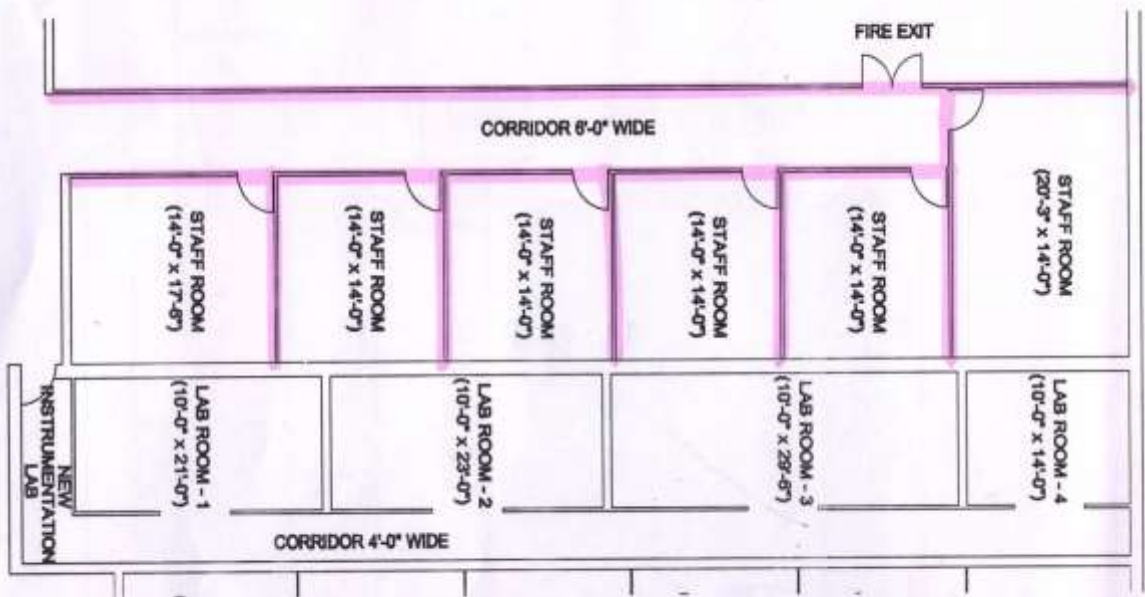 FIRE EXIT
CORRIDOR 6'-0" WIDE
STAFF ROOM
(14'-0" x 17'-6")
STAFF ROOM
(14'-0" x 14'-0")
STAFF ROOM
(14'-0" x 14'-0")
STAFF ROOM
(14'-0" x 14'-0")
STAFF ROOM
(14'-0" x 14'-0")
STAFF ROOM
(20'-3" x 14'-0")
NEW
INSTRUMENTATION
LAB
LAB ROOM - 1
(10'-0" x 21'-0")
LAB ROOM - 2
(10'-0" x 23'-0")
LAB ROOM - 3
(10'-0" x 29'-6")
LAB ROOM - 4
(10'-0" x 14'-0")
CORRIDOR 4'-0" WIDE